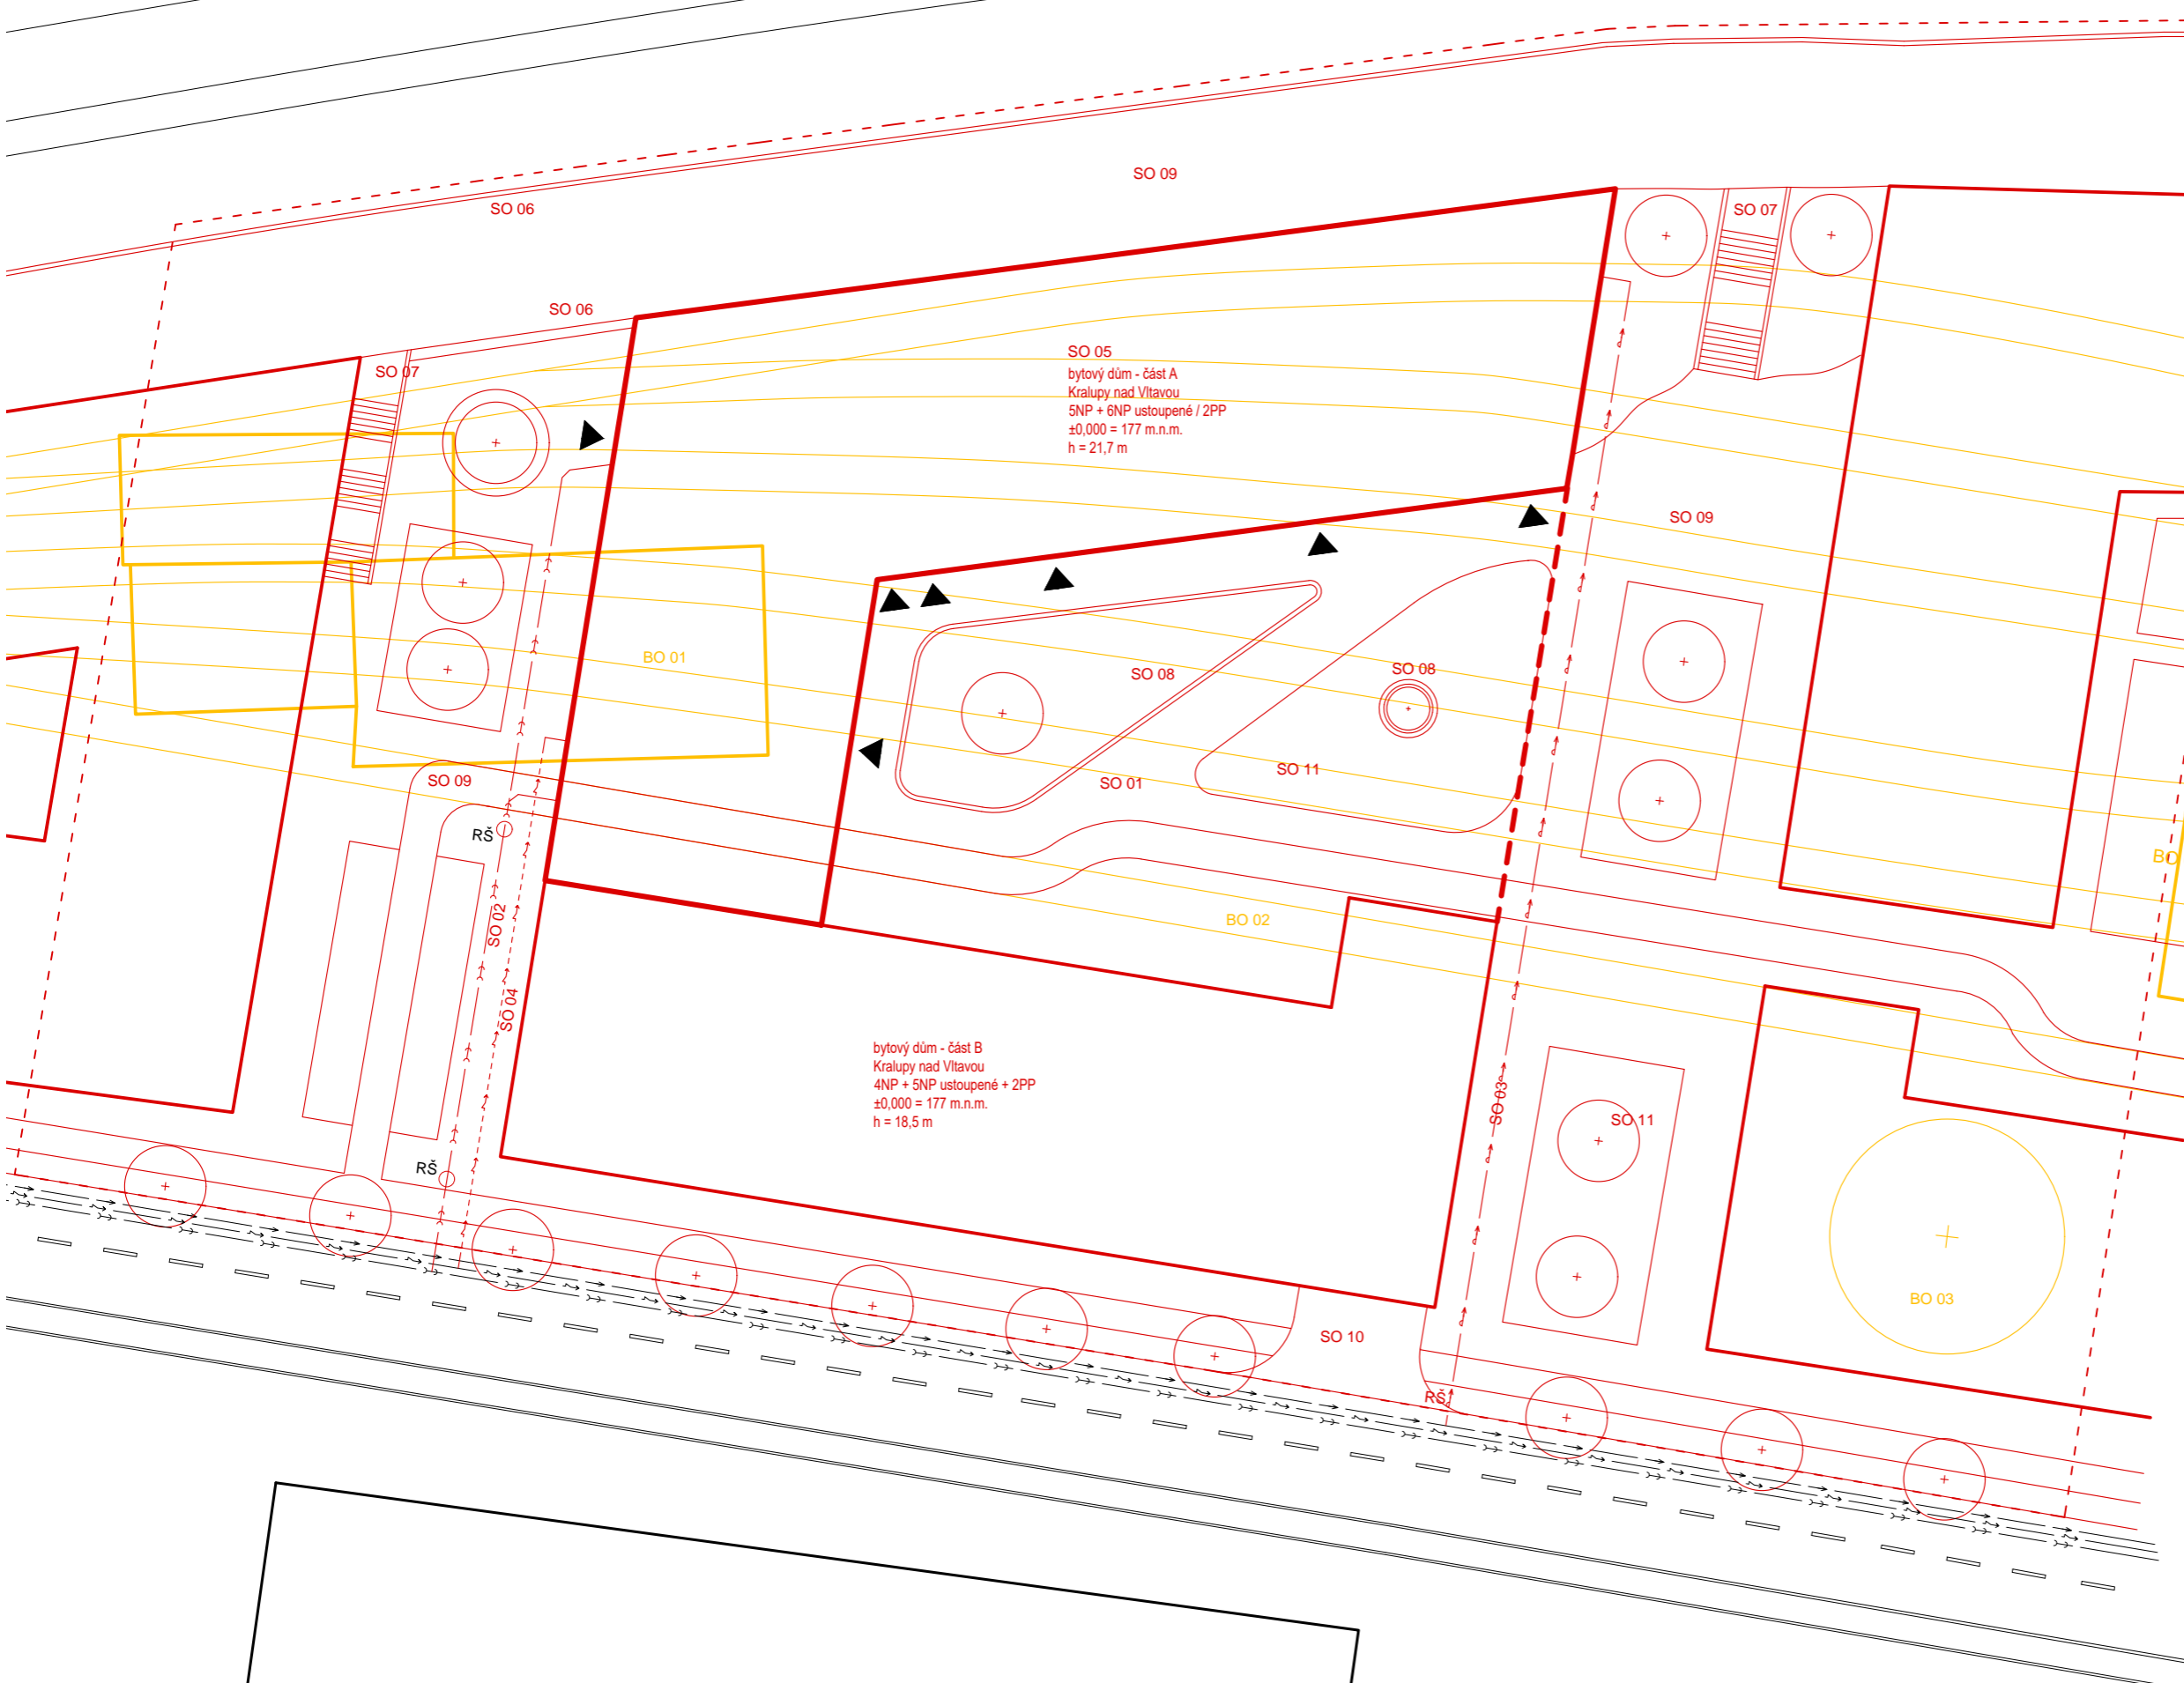 SO 09
SO 06
SO 07
SO 06
SO 05
bytový dům - část A
Kralupy nad Vltavou
5NP + 6NP ustoupené / 2PP
±0,000 = 177 m.n.m.
h = 21,7 m
SO 07
SO 09
BO 01
SO 08
SO 08
SO 11
SO 01
SO 09
RŠ
BO
SO 02
BO 02
SO 04
bytový dům - část B
Kralupy nad Vltavou
4NP + 5NP ustoupené + 2PP
±0,000 = 177 m.n.m.
h = 18,5 m
SO 03
SO 11
RŠ
BO 03
SO 10
RŠ